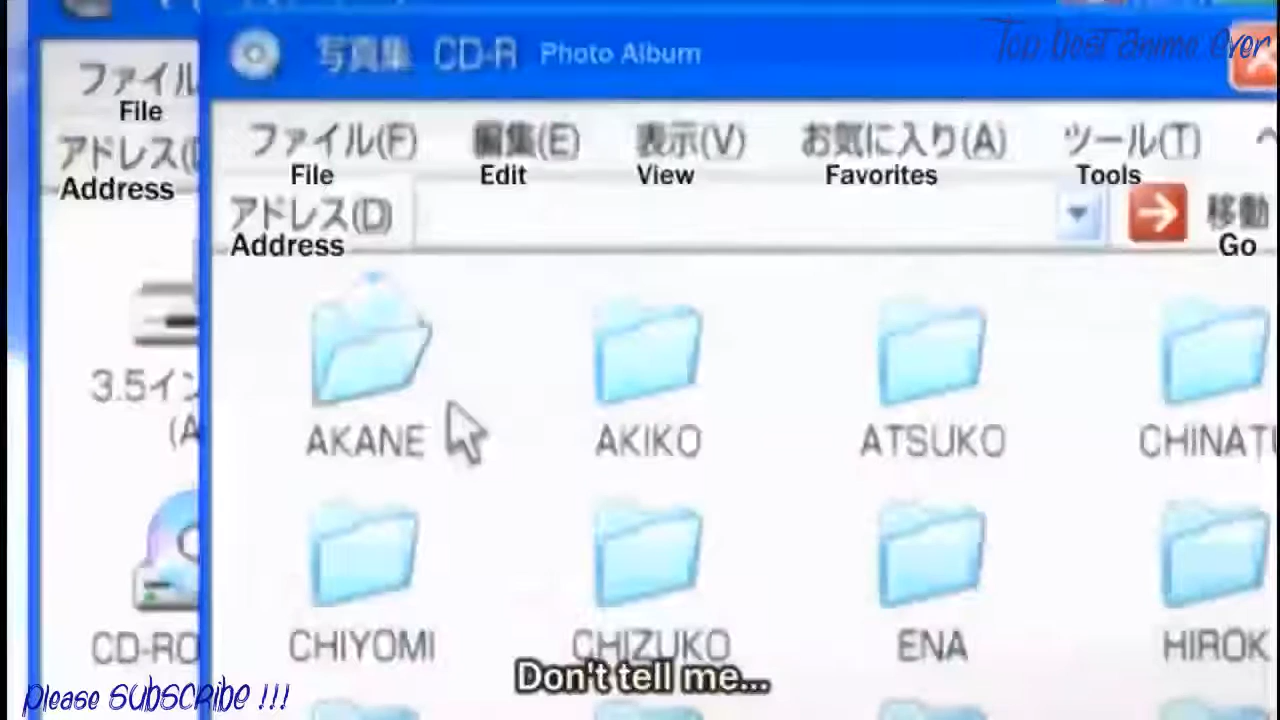 写真集 CD-R Photo Album
Top best anime ever
ファイル
File
ファイル(F) 編集(E) 表示(V) お気に入り(A) ツール(T) ヘ
File Edit View Favorites Tools
アドレス(D
Address
アドレス(D) 移動
Address Go
3.5イン
(A
AKANE AKIKO ATSUKO CHINAT
CD-RO
CHIYOMI CHIZUKO ENA HIROK
Don't tell me...
please subscribe !!!